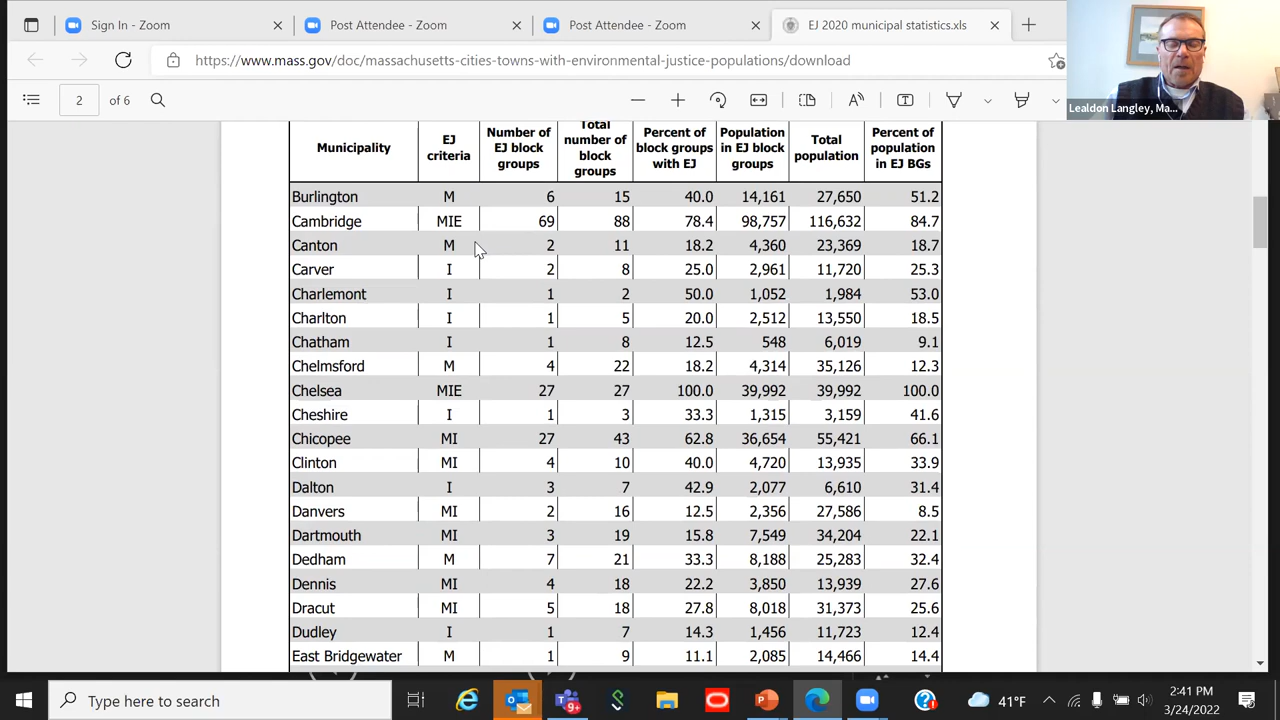 Sign In - Zoom
Post Attendee - Zoom
Post Attendee - Zoom
EJ 2020 municipal statistics.xls
https://www.mass.gov/doc/massachusetts-cities-towns-with-environmental-justice-populations/download
2 of 6
Lealdon Langley, Ma...
Municipality EJ criteria Number of EJ block groups Total number of block groups Percent of block groups with EJ Population in EJ block groups Total population Percent of population in EJ BGs
Burlington M 6 15 40.0 14,161 27,650 51.2
Cambridge MIE 69 88 78.4 98,757 116,632 84.7
Canton M 2 11 18.2 4,360 23,369 18.7
Carver I 2 8 25.0 2,961 11,720 25.3
Charlemont I 1 2 50.0 1,052 1,984 53.0
Charlton I 1 5 20.0 2,512 13,550 18.5
Chatham I 1 8 12.5 548 6,019 9.1
Chelmsford M 4 22 18.2 4,314 35,126 12.3
Chelsea MIE 27 27 100.0 39,992 39,992 100.0
Cheshire I 1 3 33.3 1,315 3,159 41.6
Chicopee MI 27 43 62.8 36,654 55,421 66.1
Clinton MI 4 10 40.0 4,720 13,935 33.9
Dalton I 3 7 42.9 2,077 6,610 31.4
Danvers MI 2 16 12.5 2,356 27,586 8.5
Dartmouth MI 3 19 15.8 7,549 34,204 22.1
Dedham M 7 21 33.3 8,188 25,283 32.4
Dennis MI 4 18 22.2 3,850 13,939 27.6
Dracut MI 5 18 27.8 8,018 31,373 25.6
Dudley I 1 7 14.3 1,456 11,723 12.4
East Bridgewater M 1 9 11.1 2,085 14,466 14.4
Type here to search
9+
41°F
2:41 PM
3/24/2022